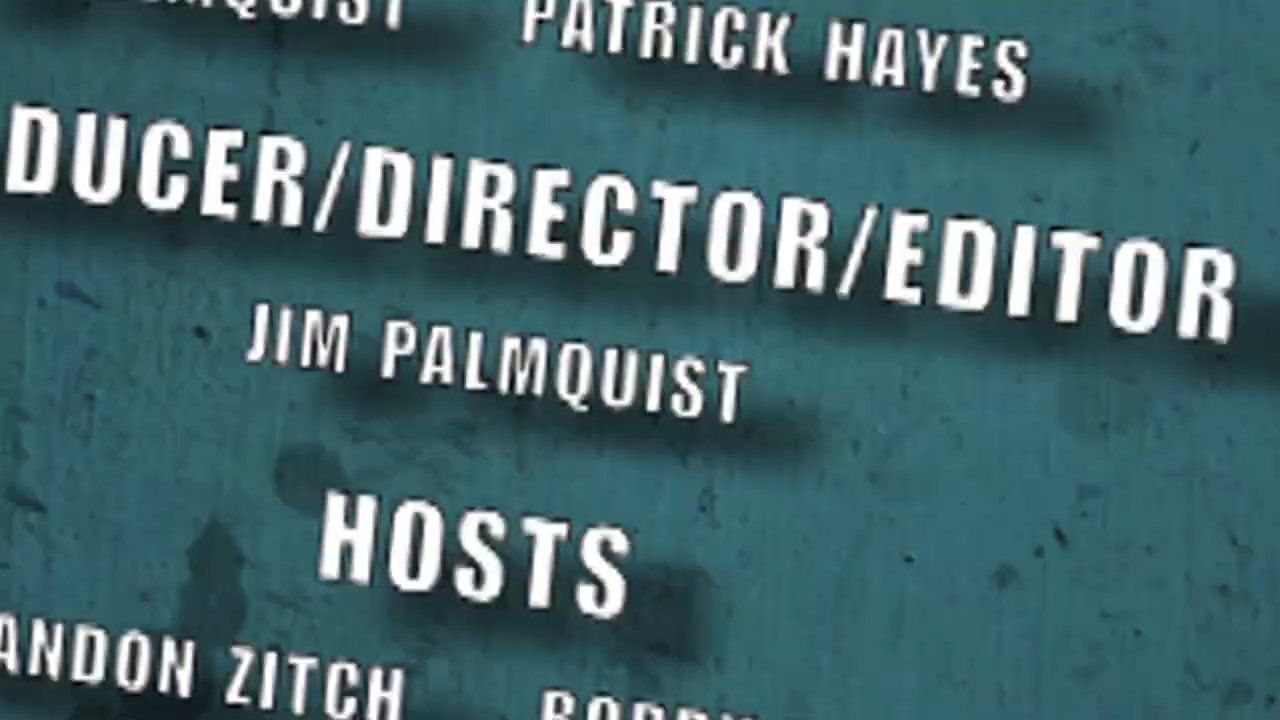 PATRICK HAYES
DUCER/DIRECTOR/EDITOR
JIM PALMQUIST
HOSTS
ANDON ZITCH